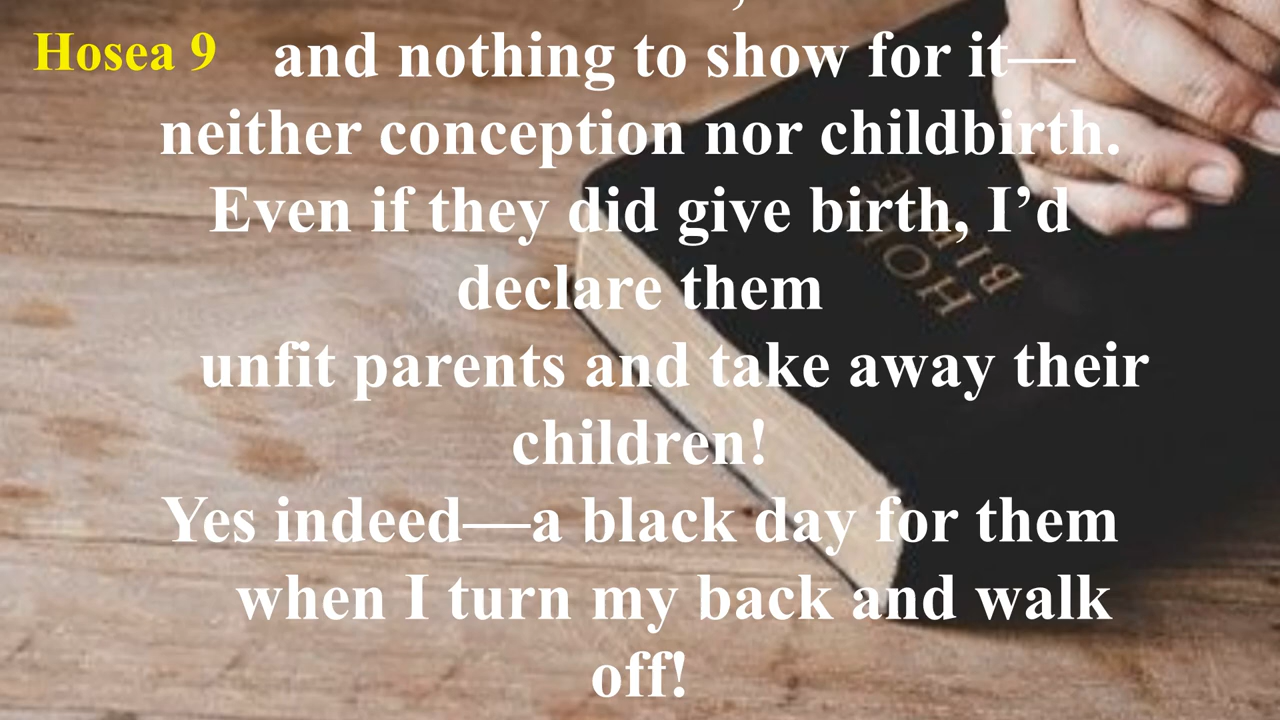 Hosea 9
and nothing to show for it—
neither conception nor childbirth.
Even if they did give birth, I’d
declare them
unfit parents and take away their
children!
Yes indeed—a black day for them
when I turn my back and walk
off!
HOLY
BIBLE